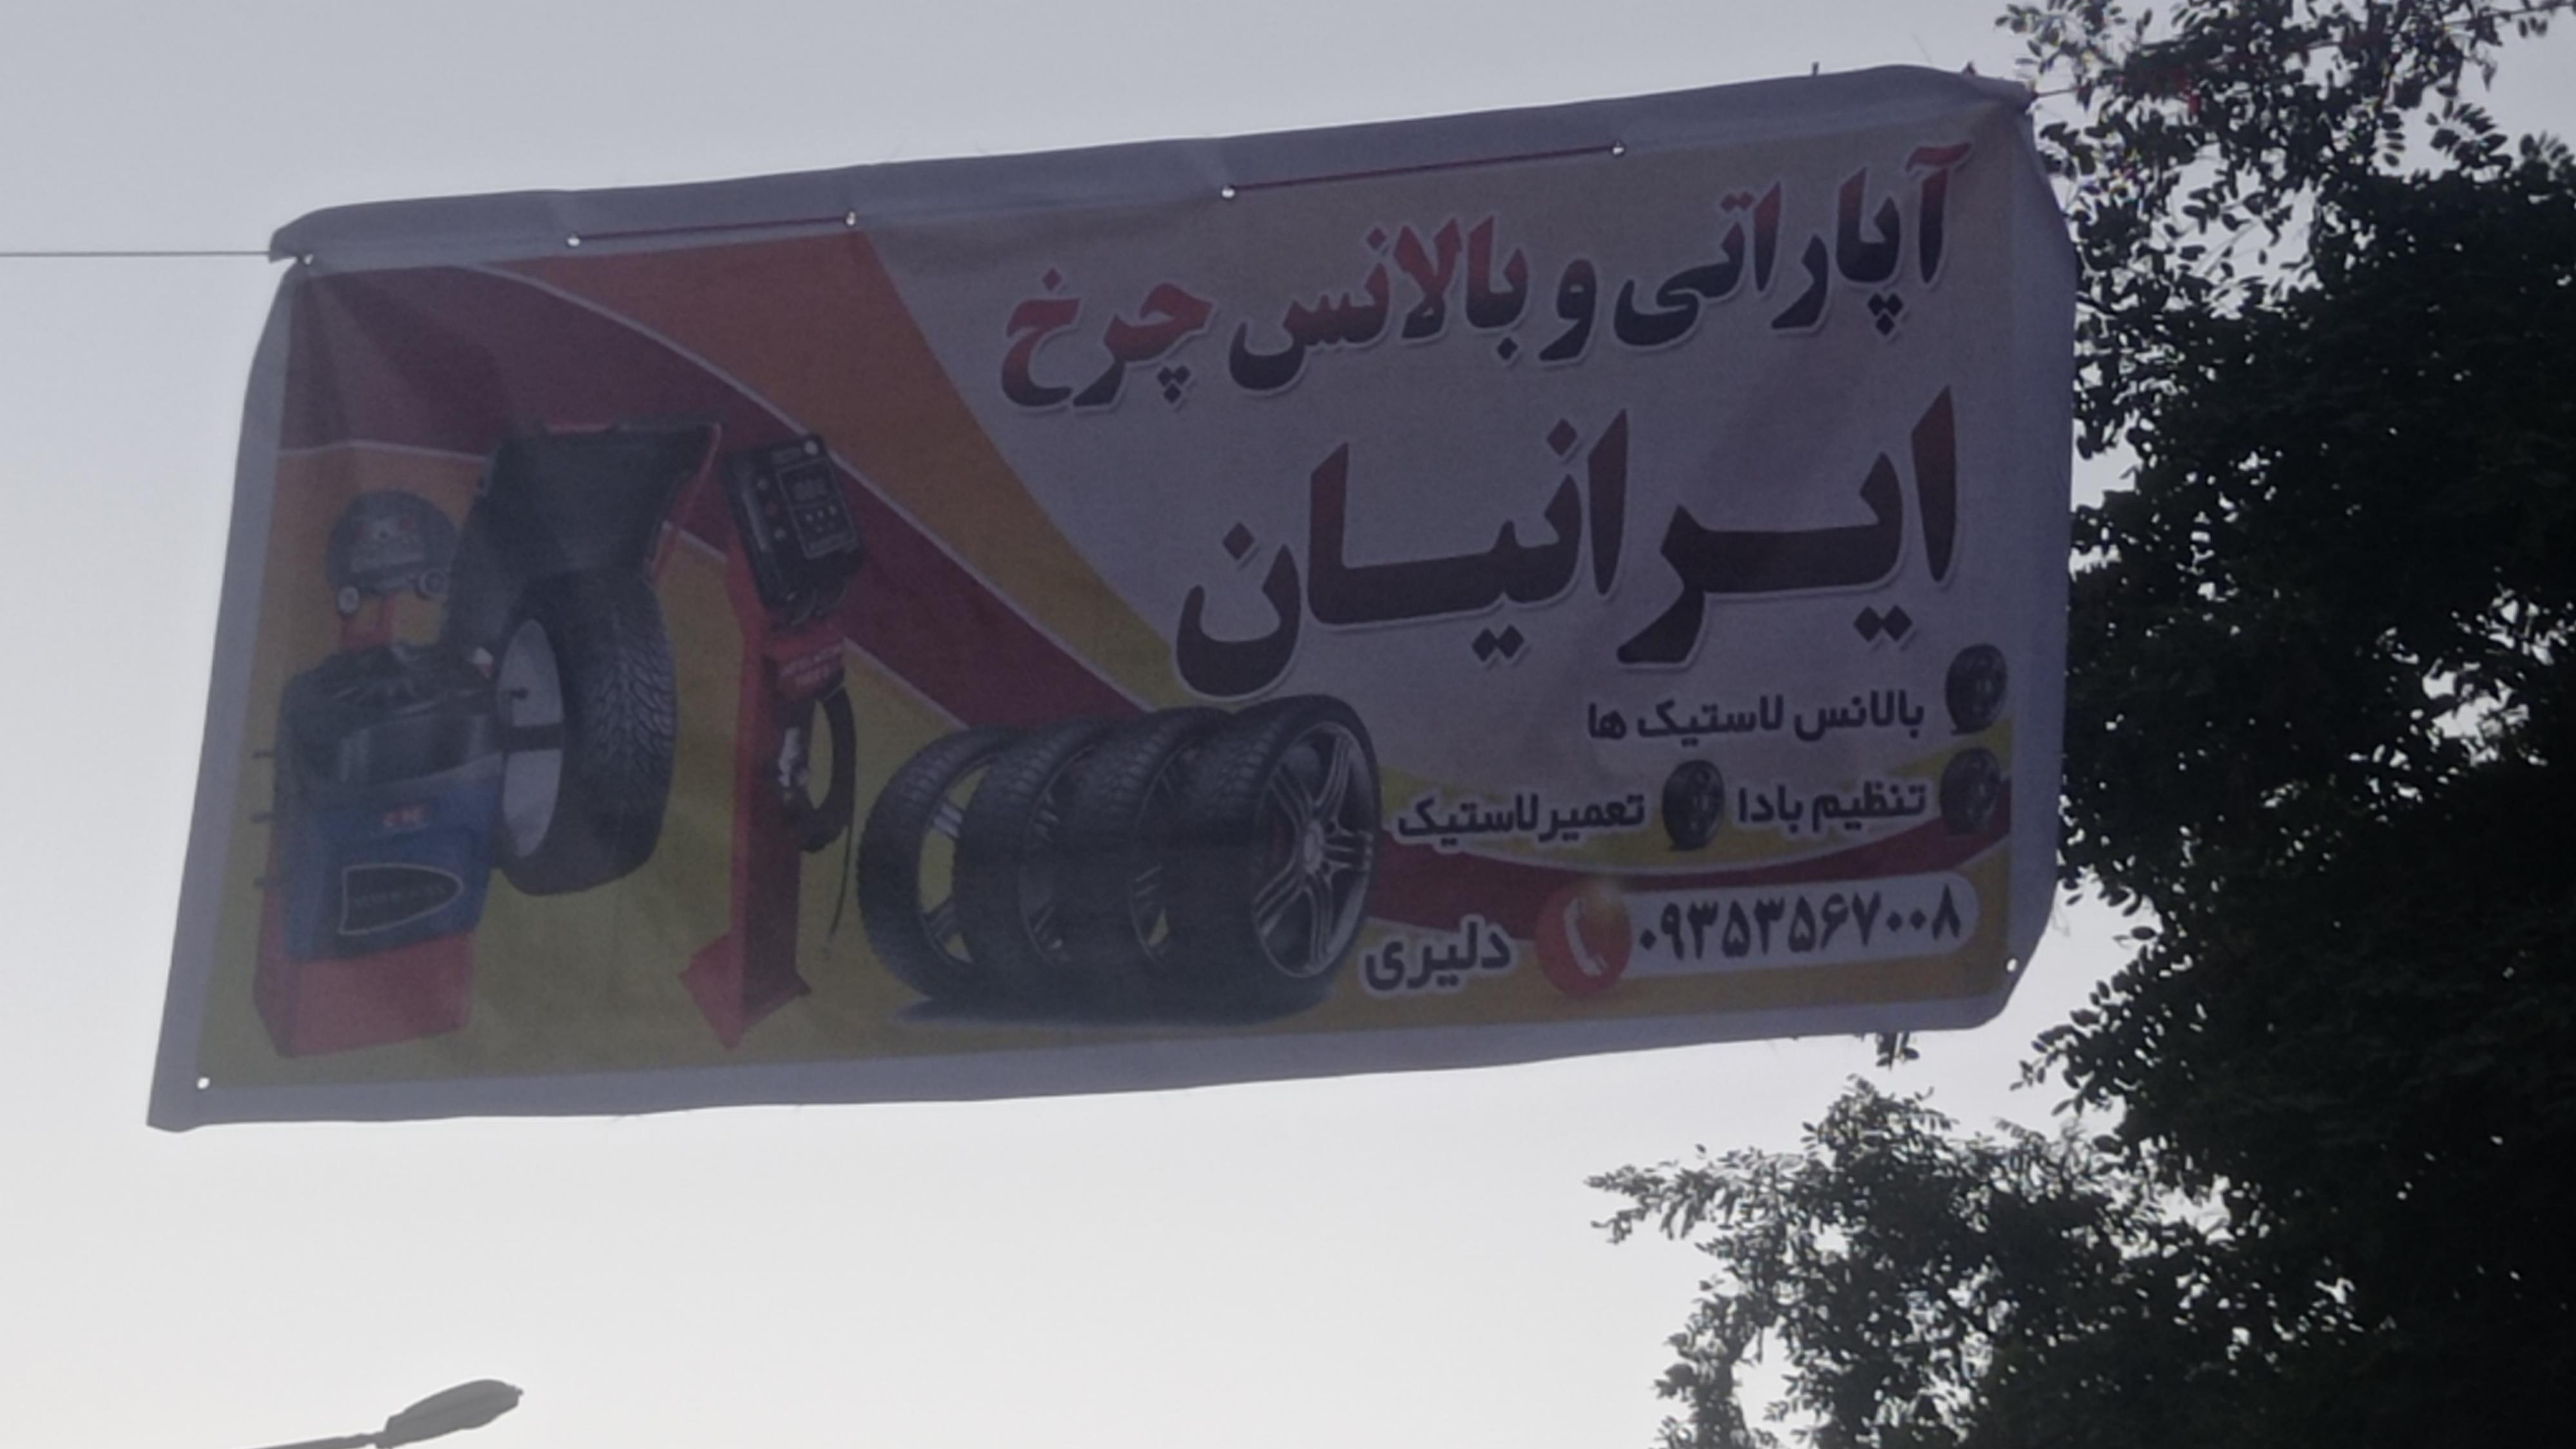 آپاراتی و بالانس چرخ
ایرانیان
بالانس لاستیک ها
تنظیم بادا تعمیر لاستیک
۰۹۳۵۳۵۶۷۰۰۸ دلیری